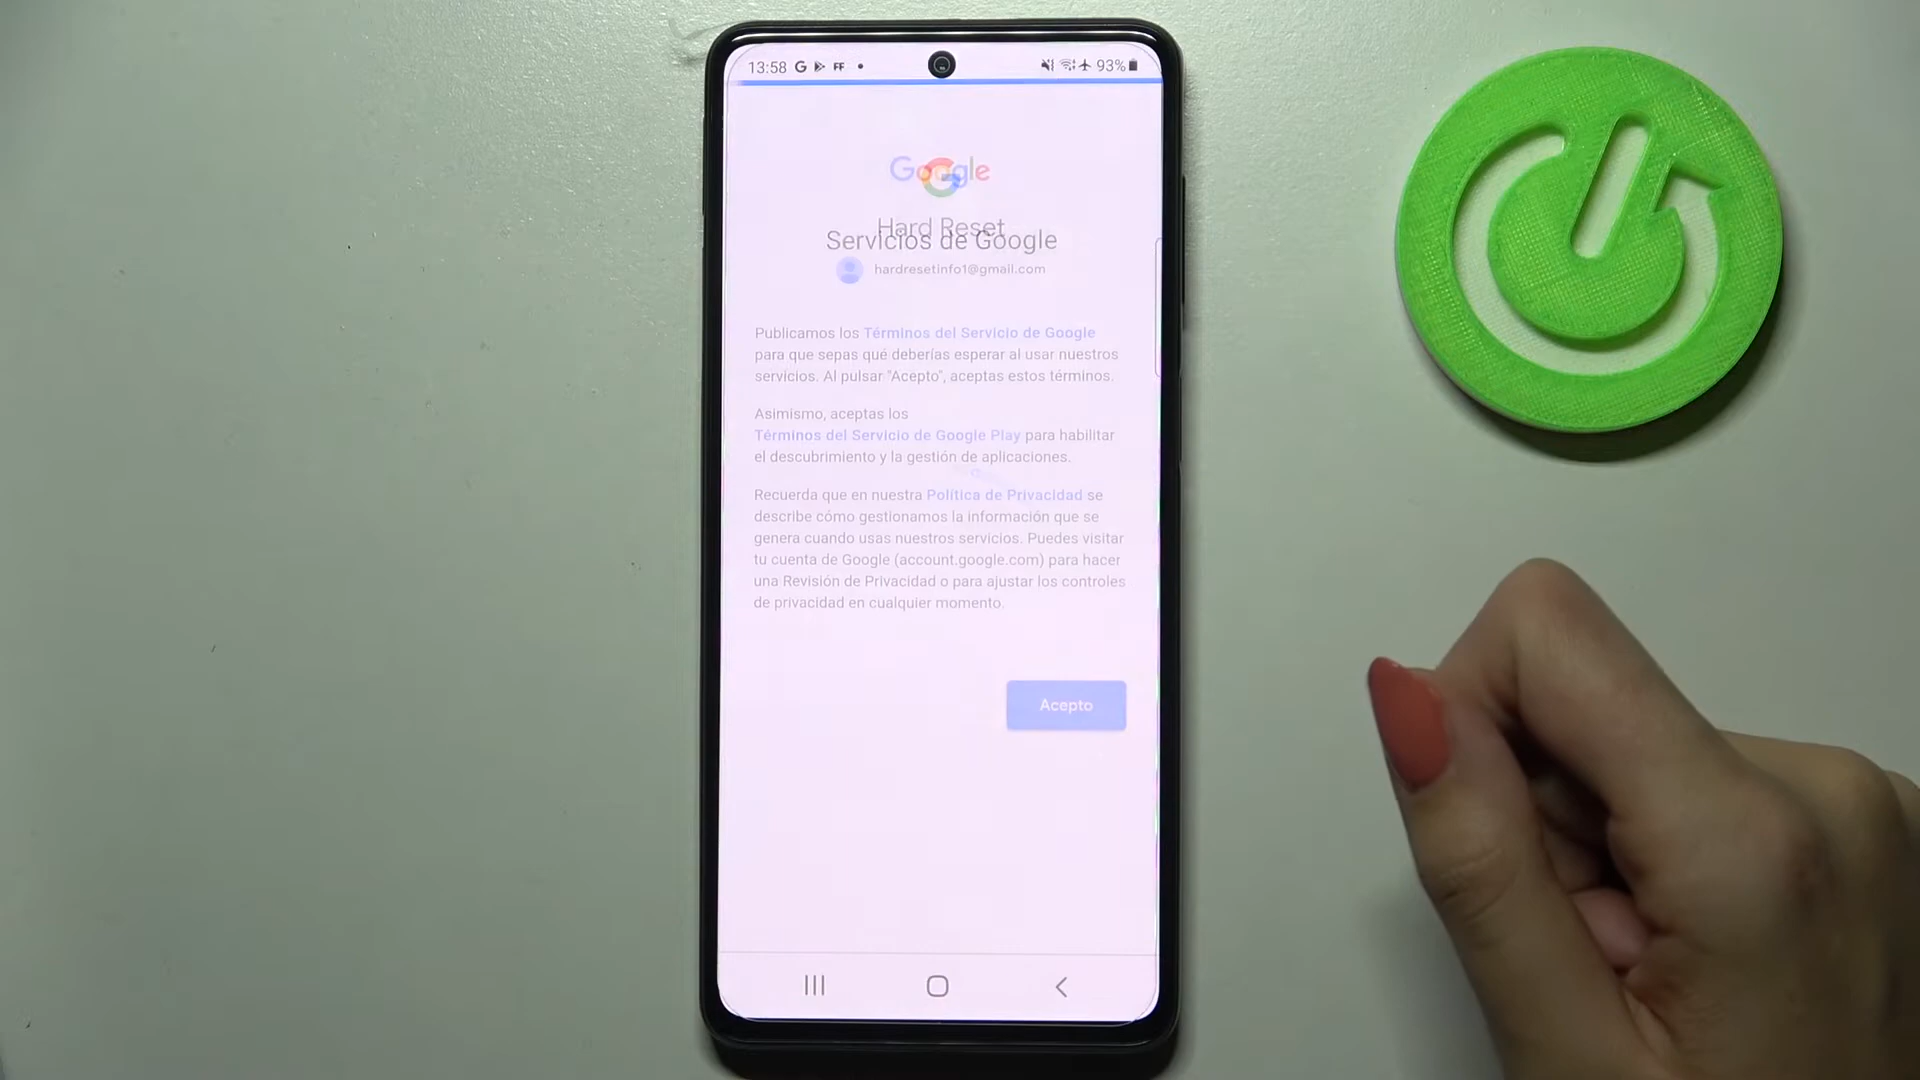 13:58 G FF 93%
Google
Hard Reset
Servicios de Google
hardresetinfo1@gmail.com
Publicamos los Términos del Servicio de Google
para que sepas qué deberías esperar al usar nuestros
servicios. Al pulsar "Acepto", aceptas estos términos.
Asimismo, aceptas los
Términos del Servicio de Google Play para habilitar
el descubrimiento y la gestión de aplicaciones.
Recuerda que en nuestra Política de Privacidad se
describe cómo gestionamos la información que se
genera cuando usas nuestros servicios. Puedes visitar
tu cuenta de Google (account.google.com) para hacer
una Revisión de Privacidad o para ajustar los controles
de privacidad en cualquier momento.
Acepto